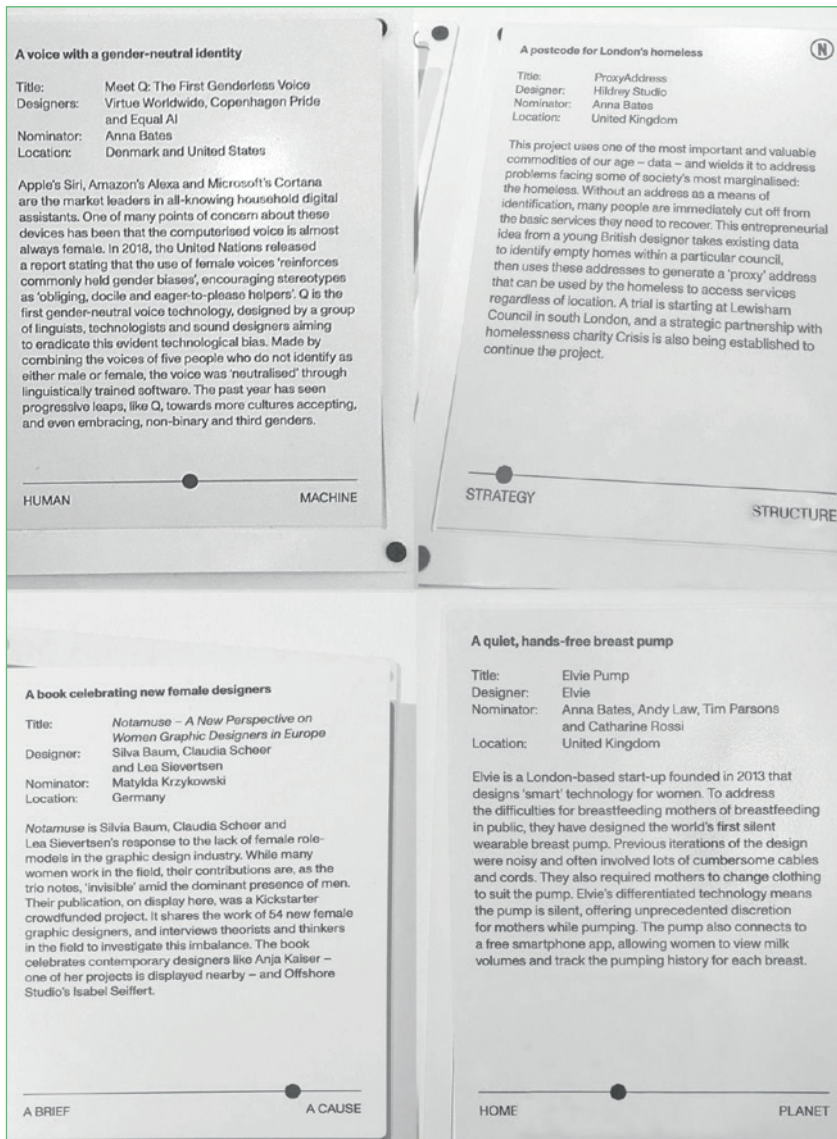 A voice with a gender-neutral identity
Title: Meet Q: The First Genderless Voice
Designers: Virtue Worldwide, Copenhagen Pride
and Equal AI
Nominator: Anna Bates
Location: Denmark and United States
Apple's Siri, Amazon's Alexa and Microsoft's Cortana
are the market leaders in all-knowing household digital
assistants. One of many points of concern about these
devices has been that the computerised voice is almost
always female. In 2018, the United Nations released
a report stating that the use of female voices 'reinforces
commonly held gender biases', encouraging stereotypes
as 'obliging, docile and eager-to-please helpers'. Q is the
first gender-neutral voice technology, designed by a group
of linguists, technologists and sound designers aiming
to eradicate this evident technological bias. Made by
combining the voices of five people who do not identify as
either male or female, the voice was 'neutralised' through
linguistically trained software. The past year has seen
progressive leaps, like Q, towards more cultures accepting,
and even embracing, non-binary and third genders.
HUMAN MACHINE
A postcode for London's homeless
N
Title: ProxyAddress
Designer: Hildrey Studio
Nominator: Anna Bates
Location: United Kingdom
This project uses one of the most important and valuable
commodities of our age – data – and wields it to address
problems facing some of society's most marginalised:
the homeless. Without an address as a means of
identification, many people are immediately cut off from
the basic services they need to recover. This entrepreneurial
idea from a young British designer takes existing data
to identify empty homes within a particular council,
then uses these addresses to generate a 'proxy' address
that can be used by the homeless to access services
regardless of location. A trial is starting at Lewisham
Council in south London, and a strategic partnership with
homelessness charity Crisis is also being established to
continue the project.
STRATEGY STRUCTURE
A book celebrating new female designers
Title: Notamuse – A New Perspective on
Women Graphic Designers in Europe
Designer: Silva Baum, Claudia Scheer
and Lea Sievertsen
Nominator: Matylda Krzykowski
Location: Germany
Notamuse is Silvia Baum, Claudia Scheer and
Lea Sievertsen's response to the lack of female role-
models in the graphic design industry. While many
women work in the field, their contributions are, as the
trio notes, 'invisible' amid the dominant presence of men.
Their publication, on display here, was a Kickstarter
crowdfunded project. It shares the work of 54 new female
graphic designers, and interviews theorists and thinkers
in the field to investigate this imbalance. The book
celebrates contemporary designers like Anja Kaiser –
one of her projects is displayed nearby – and Offshore
Studio's Isabel Seiffert.
A BRIEF A CAUSE
A quiet, hands-free breast pump
Title: Elvie Pump
Designer: Elvie
Nominator: Anna Bates, Andy Law, Tim Parsons
and Catharine Rossi
Location: United Kingdom
Elvie is a London-based start-up founded in 2013 that
designs 'smart' technology for women. To address
the difficulties for breastfeeding mothers of breastfeeding
in public, they have designed the world's first silent
wearable breast pump. Previous iterations of the design
were noisy and often involved lots of cumbersome cables
and cords. They also required mothers to change clothing
to suit the pump. Elvie's differentiated technology means
the pump is silent, offering unprecedented discretion
for mothers while pumping. The pump also connects to
a free smartphone app, allowing women to view milk
volumes and track the pumping history for each breast.
HOME PLANET